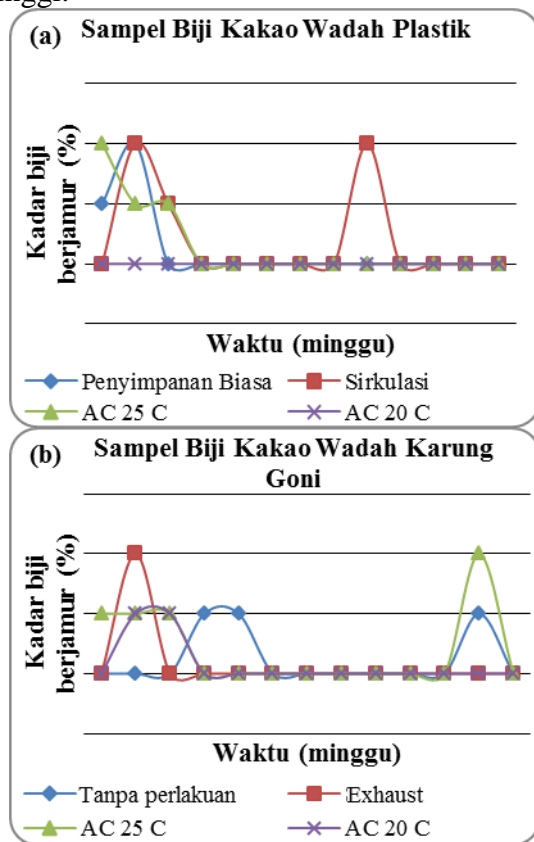 nggi.
(a) Sampel Biji Kakao Wadah Plastik
Kadar biji
berjamur (%)
Waktu (minggu)
Penyimpanan Biasa Sirkulasi
AC 25 C AC 20 C
(b) Sampel Biji Kakao Wadah Karung
Goni
Kadar biji
berjamur (%)
Waktu (minggu)
Tanpa perlakuan Exhaust
AC 25 C AC 20 C